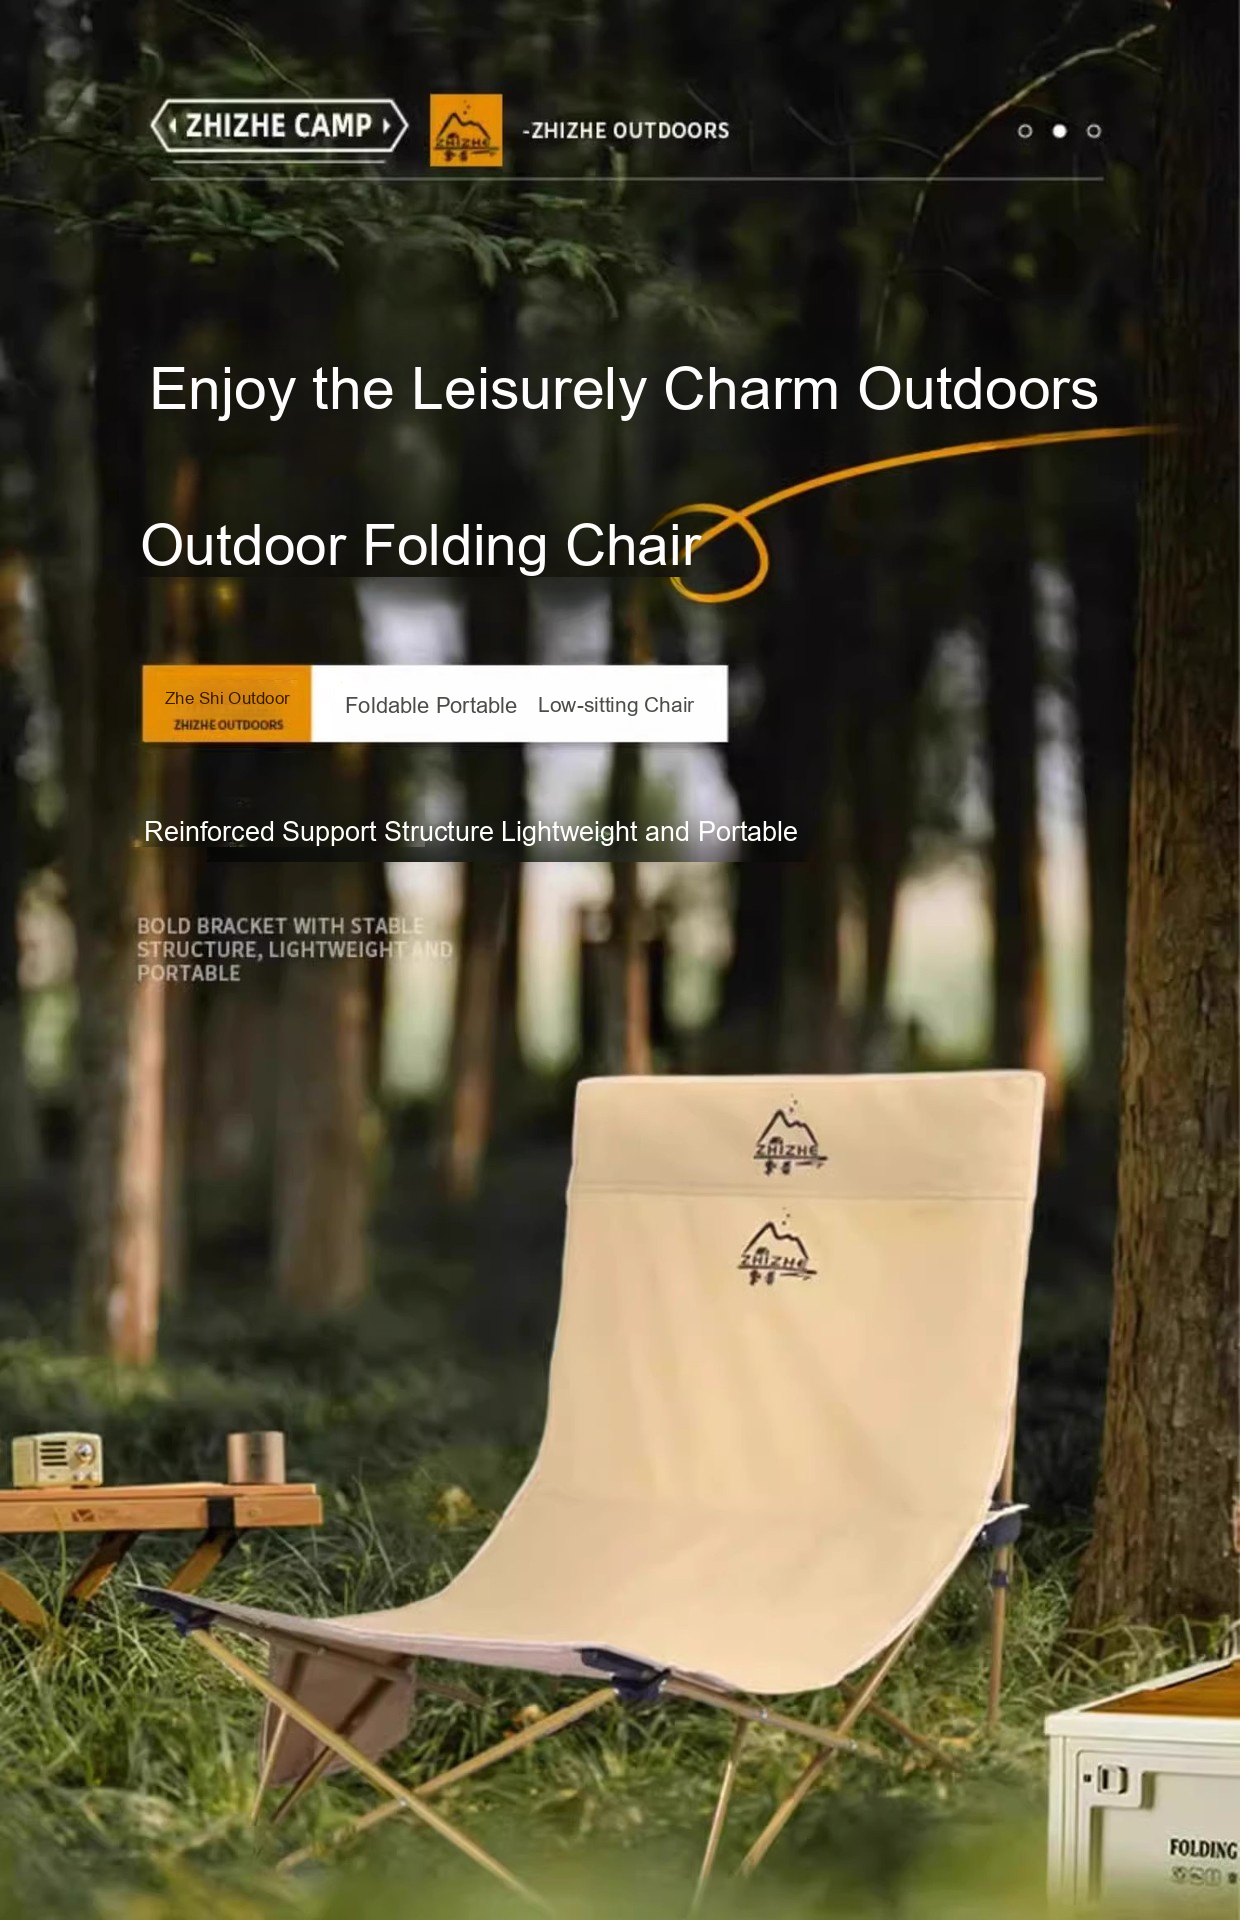 ZHIZHE CAMP
ZHIZHE
-ZHIZHE OUTDOORS
Enjoy the Leisurely Charm Outdoors
Outdoor Folding Chair
Zhe Shi Outdoor
ZHIZHE OUTDOORS
Foldable Portable Low-sitting Chair
Reinforced Support Structure Lightweight and Portable
BOLD BRACKET WITH STABLE
STRUCTURE, LIGHTWEIGHT AND
PORTABLE
ZHIZHE
ZHIZHE
FOLDING